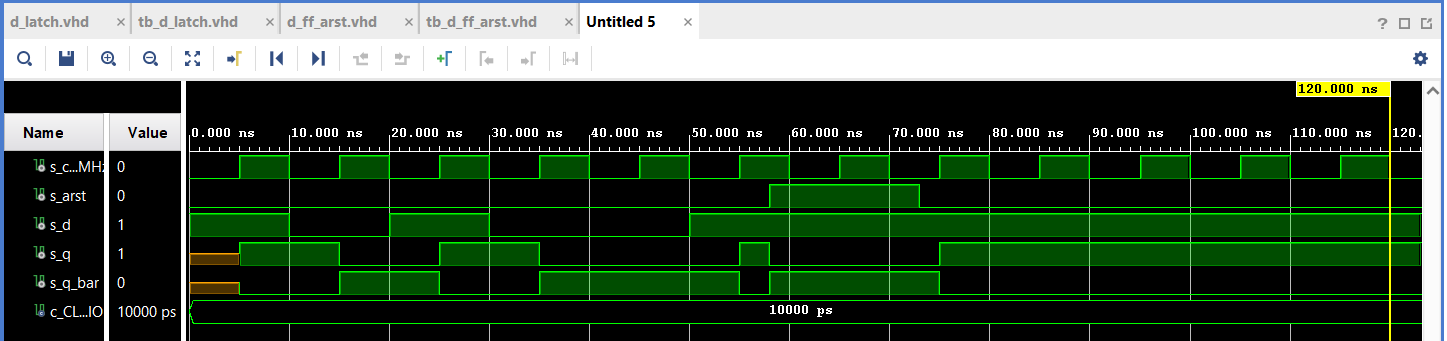 d_latch.vhd × tb_d_latch.vhd × d_ff_arst.vhd × tb_d_ff_arst.vhd × Untitled 5 ×
?
120.000 ns
Name Value
0.000 ns 10.000 ns 20.000 ns 30.000 ns 40.000 ns 50.000 ns 60.000 ns 70.000 ns 80.000 ns 90.000 ns 100.000 ns 110.000 ns 120.
s_c...MHz 0
s_arst 0
s_d 1
s_q 1
s_q_bar 0
c_CL...IO 10000 ps 10000 ps